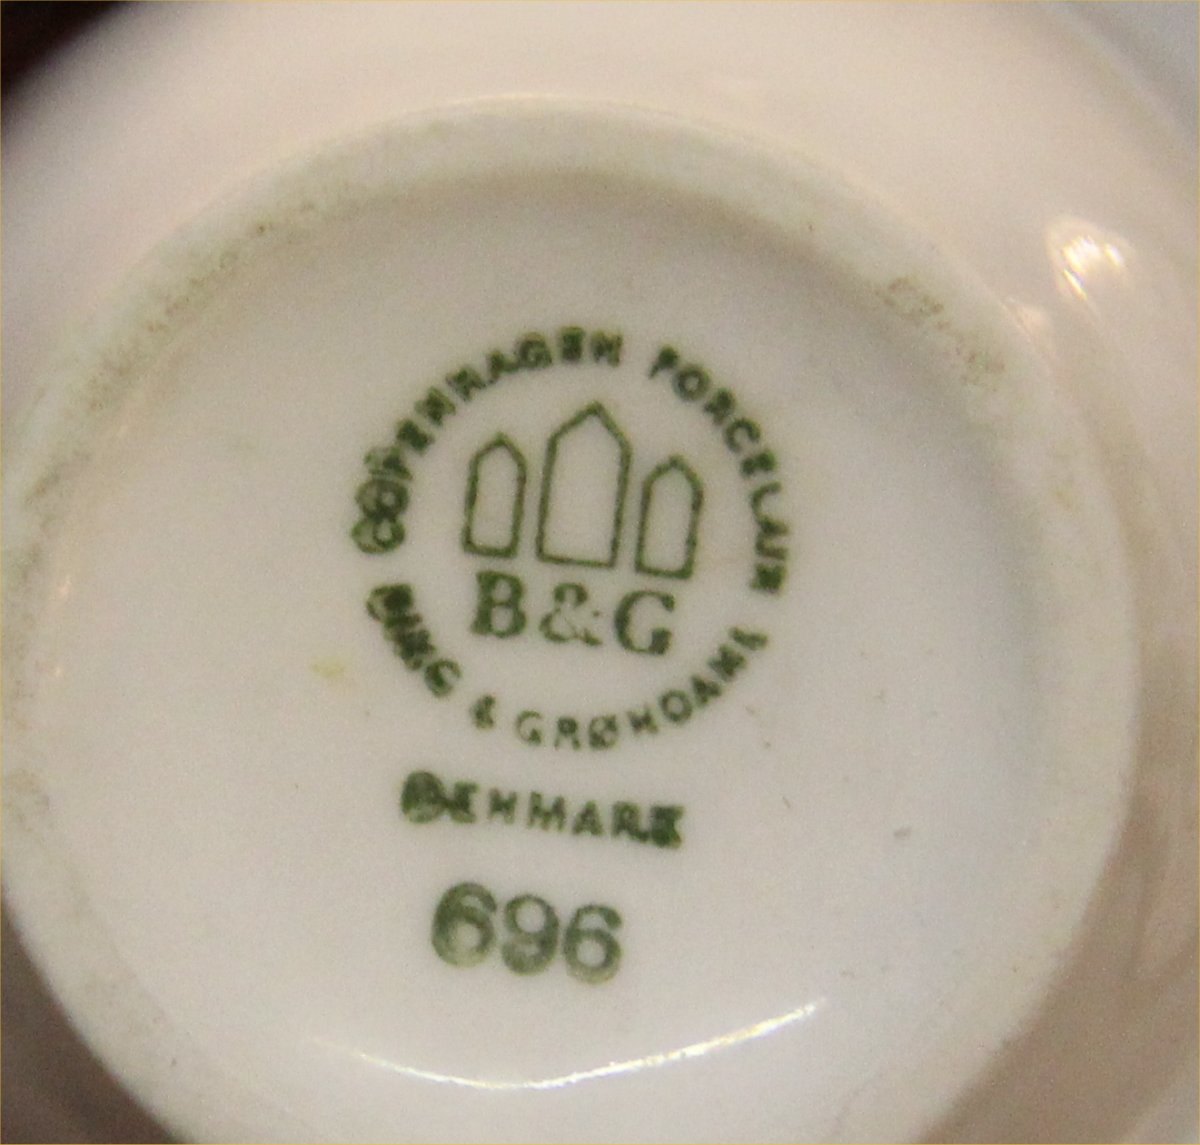 COPENHAGEN PORCELAIN
B&G
BING & GRØNDAHL
DENMARK
696